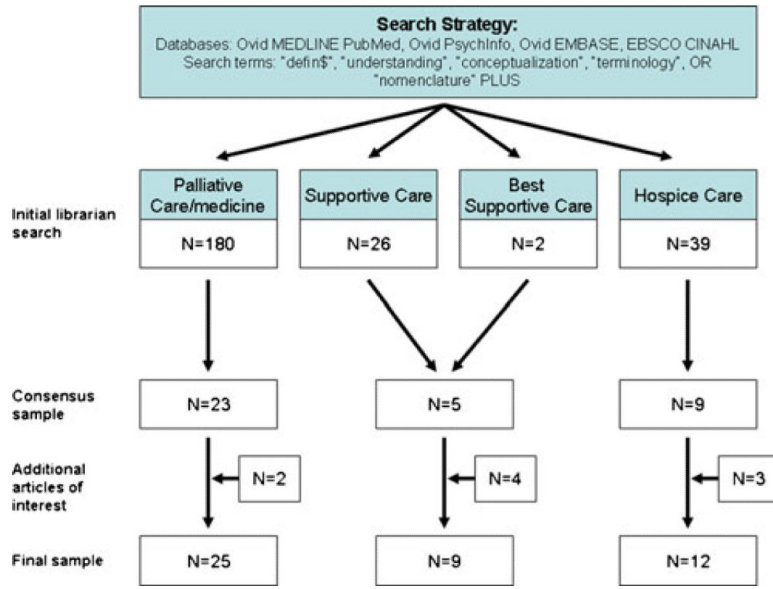 Search Strategy:
Databases: Ovid MEDLINE PubMed, Ovid PsychInfo, Ovid EMBASE, EBSCO CINAHL
Search terms: "defin$", "understanding", "conceptualization", "terminology", OR
"nomenclature" PLUS
Initial librarian
search
Palliative
Care/medicine
N=180
Supportive Care
N=26
Best
Supportive Care
N=2
Hospice Care
N=39
Consensus
sample
N=23
N=5
N=9
Additional
articles of
interest
N=2
N=4
N=3
Final sample
N=25
N=9
N=12